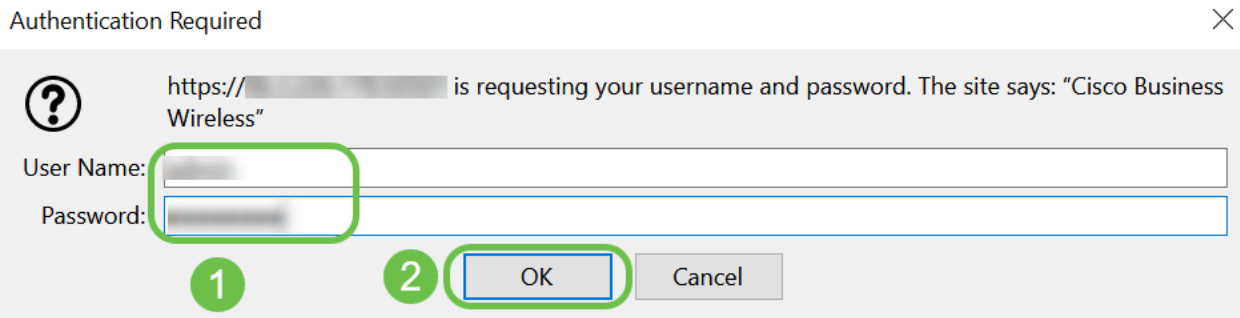 Authentication Required
https:// is requesting your username and password. The site says: “Cisco Business
Wireless”
User Name:
Password:
1
2
OK
Cancel